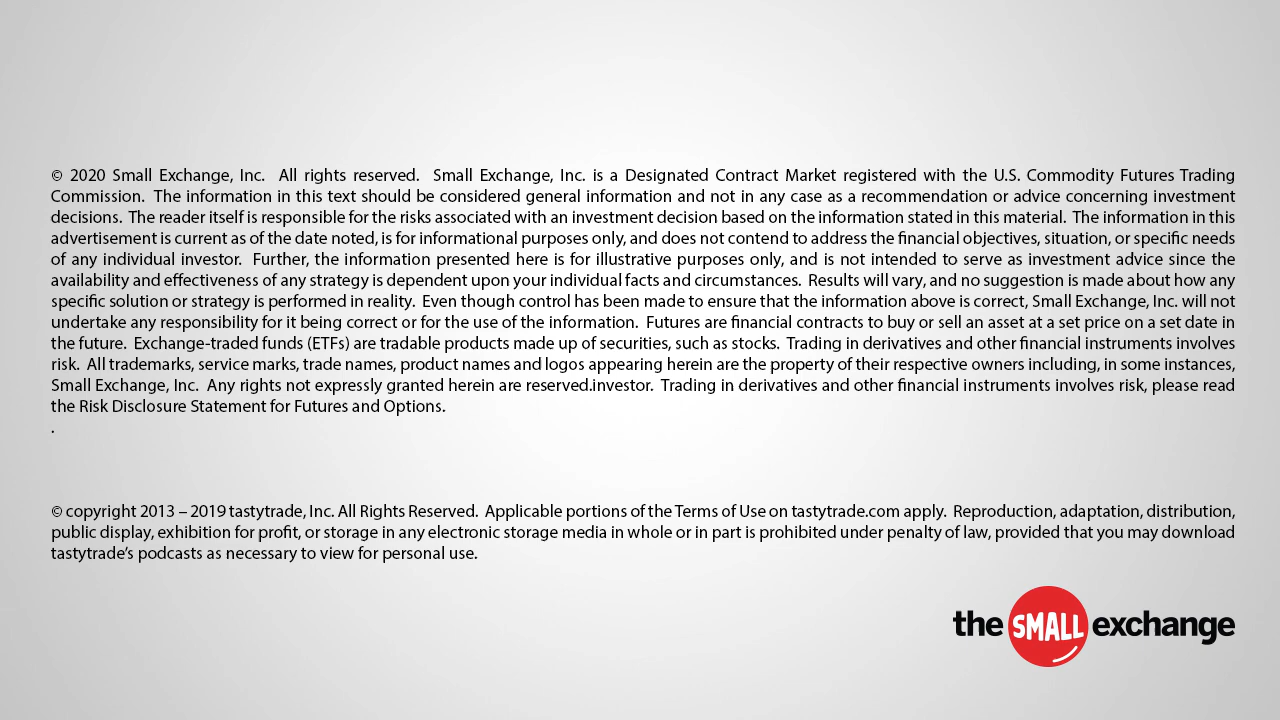 © 2020 Small Exchange, Inc.  All rights reserved.  Small Exchange, Inc. is a Designated Contract Market registered with the U.S. Commodity Futures Trading
Commission.  The information in this text should be considered general information and not in any case as a recommendation or advice concerning investment
decisions.  The reader itself is responsible for the risks associated with an investment decision based on the information stated in this material.  The information in this
advertisement is current as of the date noted, is for informational purposes only, and does not contend to address the financial objectives, situation, or specific needs
of any individual investor.  Further, the information presented here is for illustrative purposes only, and is not intended to serve as investment advice since the
availability and effectiveness of any strategy is dependent upon your individual facts and circumstances.  Results will vary, and no suggestion is made about how any
specific solution or strategy is performed in reality.  Even though control has been made to ensure that the information above is correct, Small Exchange, Inc. will not
undertake any responsibility for it being correct or for the use of the information.  Futures are financial contracts to buy or sell an asset at a set price on a set date in
the future.  Exchange-traded funds (ETFs) are tradable products made up of securities, such as stocks.  Trading in derivatives and other financial instruments involves
risk.  All trademarks, service marks, trade names, product names and logos appearing herein are the property of their respective owners including, in some instances,
Small Exchange, Inc.  Any rights not expressly granted herein are reserved.investor.  Trading in derivatives and other financial instruments involves risk, please read
the Risk Disclosure Statement for Futures and Options.
.
© copyright 2013 – 2019 tastytrade, Inc. All Rights Reserved.  Applicable portions of the Terms of Use on tastytrade.com apply.  Reproduction, adaptation, distribution,
public display, exhibition for profit, or storage in any electronic storage media in whole or in part is prohibited under penalty of law, provided that you may download
tastytrade's podcasts as necessary to view for personal use.
the SMALL exchange